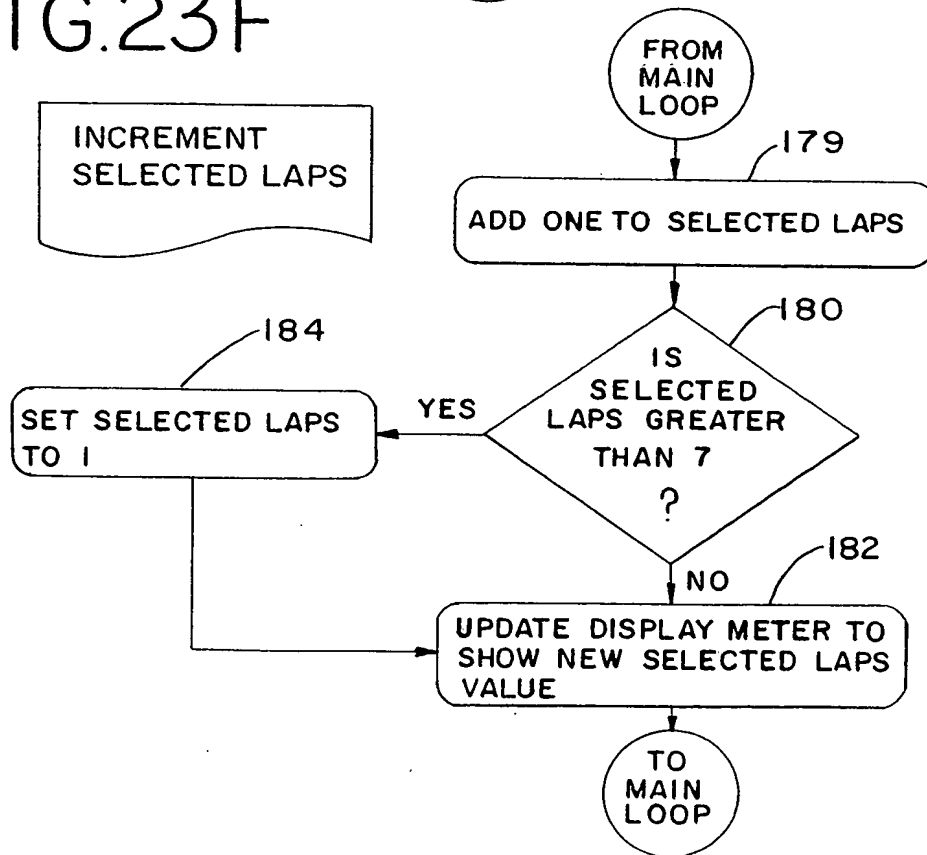 FIG.23F
FROM
MAIN
LOOP
INCREMENT
SELECTED LAPS
179
ADD ONE TO SELECTED LAPS
180
IS
SELECTED
LAPS GREATER
THAN 7
?
184
YES
SET SELECTED LAPS
TO 1
NO
182
UPDATE DISPLAY METER TO
SHOW NEW SELECTED LAPS
VALUE
TO
MAIN
LOOP